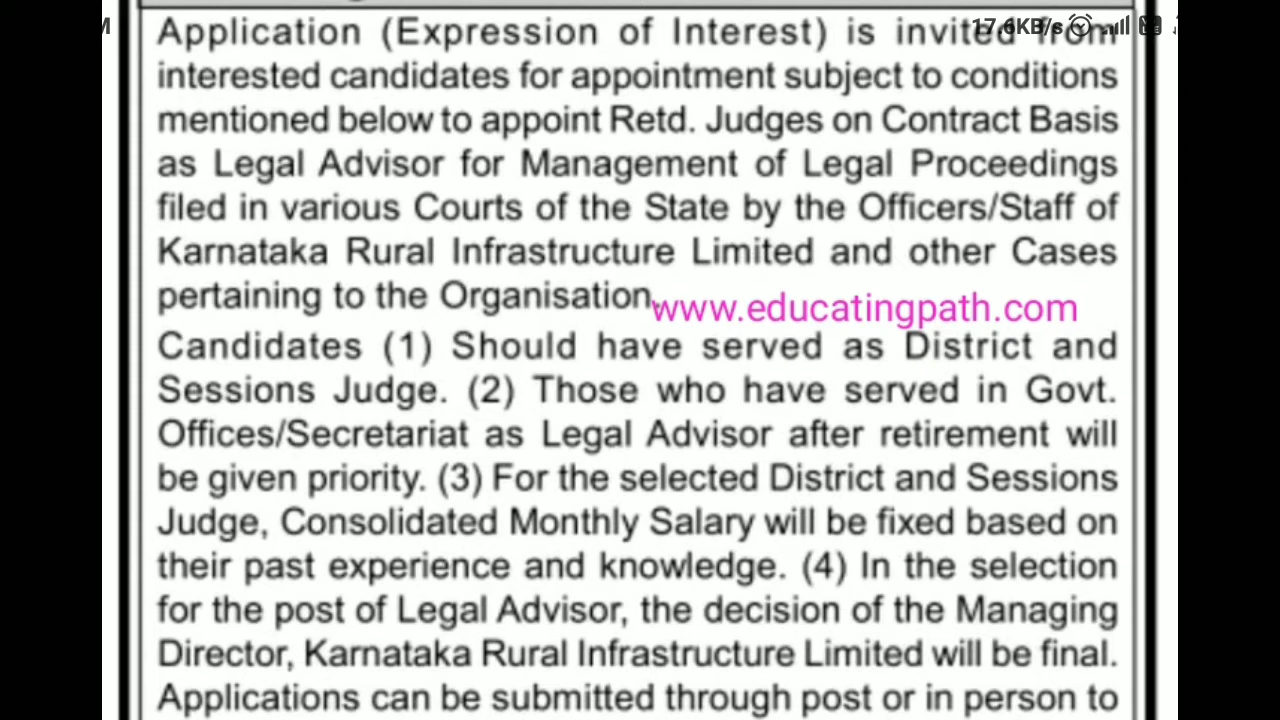 M
17.6KB/s
Application (Expression of Interest) is invited from
interested candidates for appointment subject to conditions
mentioned below to appoint Retd. Judges on Contract Basis
as Legal Advisor for Management of Legal Proceedings
filed in various Courts of the State by the Officers/Staff of
Karnataka Rural Infrastructure Limited and other Cases
pertaining to the Organisation.
www.educatingpath.com
Candidates (1) Should have served as District and
Sessions Judge. (2) Those who have served in Govt.
Offices/Secretariat as Legal Advisor after retirement will
be given priority. (3) For the selected District and Sessions
Judge, Consolidated Monthly Salary will be fixed based on
their past experience and knowledge. (4) In the selection
for the post of Legal Advisor, the decision of the Managing
Director, Karnataka Rural Infrastructure Limited will be final.
Applications can be submitted through post or in person to